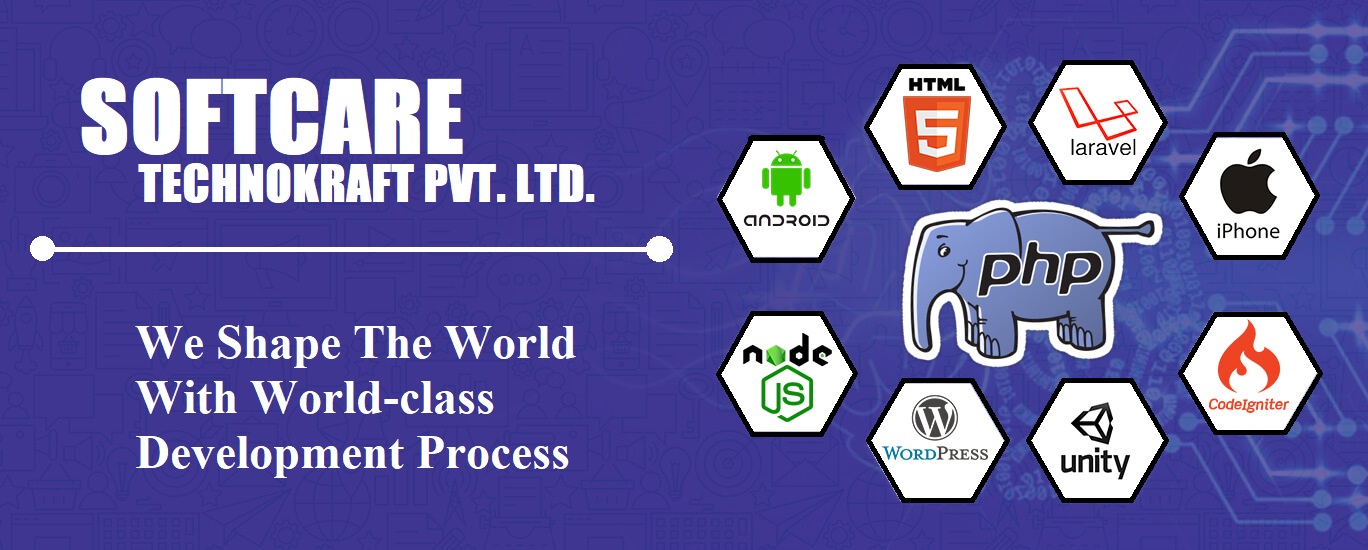 SOFTCARE
TECHNOKRAFT PVT. LTD.
We Shape The World
With World-class
Development Process
HTML
5
laravel
android
iPhone
php
node
JS
CodeIgniter
W
WORDPRESS
unity